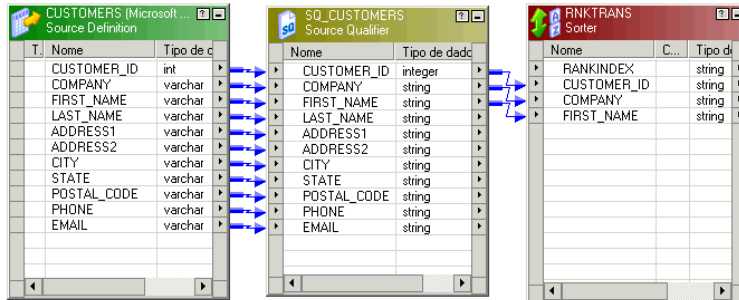 CUSTOMERS (Microsoft ...
Source Definition
T. Nome Tipo de c
CUSTOMER_ID int
COMPANY varchar
FIRST_NAME varchar
LAST_NAME varchar
ADDRESS1 varchar
ADDRESS2 varchar
CITY varchar
STATE varchar
POSTAL_CODE varchar
PHONE varchar
EMAIL varchar
SQ
SQ_CUSTOMERS
Source Qualifier
Nome Tipo de dado
CUSTOMER_ID integer
COMPANY string
FIRST_NAME string
LAST_NAME string
ADDRESS1 string
ADDRESS2 string
CITY string
STATE string
POSTAL_CODE string
PHONE string
EMAIL string
A
Z
RNKTRANS
Sorter
Nome C... Tipo d
RANKINDEX string
CUSTOMER_ID string
COMPANY string
FIRST_NAME string